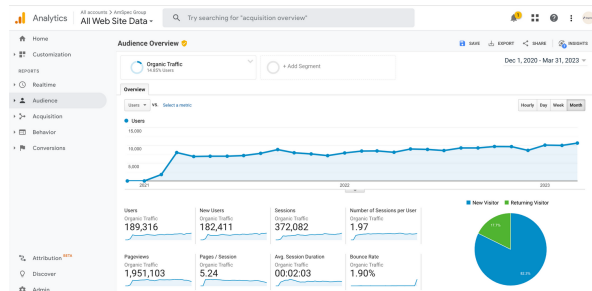 Analytics
All accounts > AmSpec Group
All Web Site Data
Try searching for "acquisition overview"
Home
Customization
REPORTS
Realtime
Audience
Acquisition
Behavior
Conversions
Attribution BETA
Discover
Admin
Audience Overview
SAVE
EXPORT
SHARE
INSIGHTS
Organic Traffic
14.85% Users
+ Add Segment
Dec 1, 2020 - Mar 31, 2023
Overview
Users VS. Select a metric
Hourly Day Week Month
Users
15,000
10,000
5,000
2021 2022 2023
Users
Organic Traffic
189,316
New Users
Organic Traffic
182,411
Sessions
Organic Traffic
372,082
Number of Sessions per User
Organic Traffic
1.97
Pageviews
Organic Traffic
1,951,103
Pages / Session
Organic Traffic
5.24
Avg. Session Duration
Organic Traffic
00:02:03
Bounce Rate
Organic Traffic
1.90%
New Visitor Returning Visitor